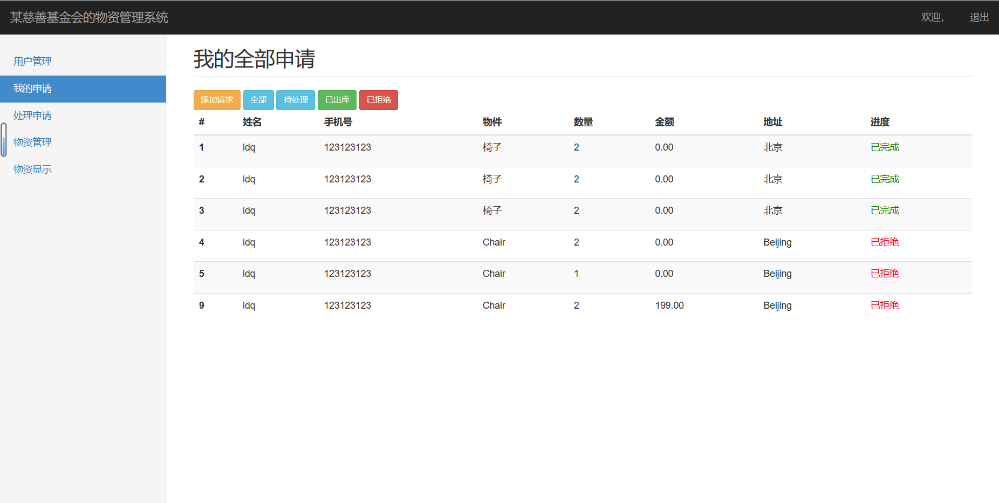 某慈善基金会的物资管理系统 欢迎, 退出
用户管理
我的申请
处理申请
物资管理
物资显示
我的全部申请
添加请求 全部 待处理 已出库 已拒绝
# 姓名 手机号 物件 数量 金额 地址 进度
1 ldq 123123123 椅子 2 0.00 北京 已完成
2 ldq 123123123 椅子 2 0.00 北京 已完成
3 ldq 123123123 椅子 2 0.00 北京 已完成
4 ldq 123123123 Chair 2 0.00 Beijing 已拒绝
5 ldq 123123123 Chair 1 0.00 Beijing 已拒绝
9 ldq 123123123 Chair 2 199.00 Beijing 已拒绝